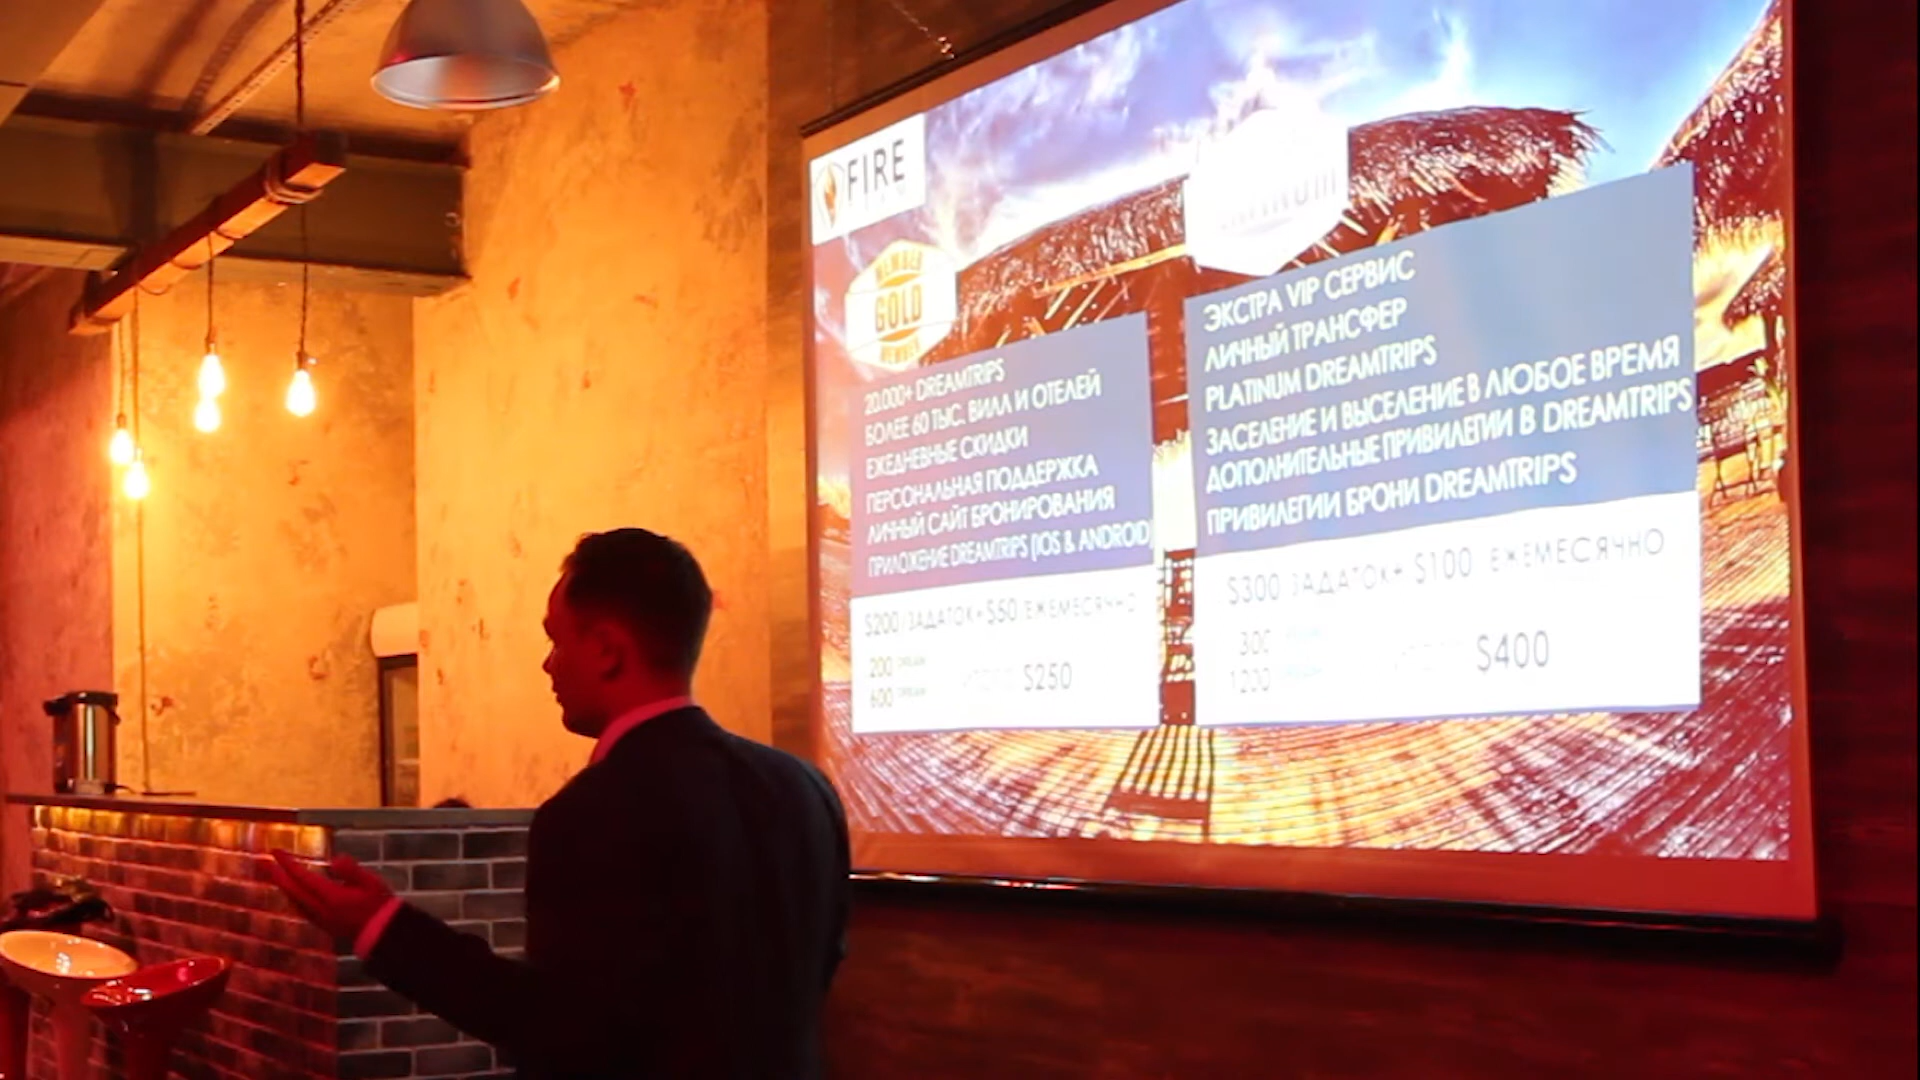 FIRE
MEMBER
GOLD
MEMBER
20.000+ DREAMTRIPS
БОЛЕЕ 60 ТЫС. ВИЛЛ И ОТЕЛЕЙ
ЕЖЕДНЕВНЫЕ СКИДКИ
ПЕРСОНАЛЬНАЯ ПОДДЕРЖКА
ЛИЧНЫЙ САЙТ БРОНИРОВАНИЯ
ПРИЛОЖЕНИЕ DREAMTRIPS (IOS & ANDROID)
$200 ЗАДАТОК+ $50 ЕЖЕМЕСЯЧНО
200
600
$250
ЭКСТРА VIP СЕРВИС
ЛИЧНЫЙ ТРАНСФЕР
PLATINUM DREAMTRIPS
ЗАСЕЛЕНИЕ И ВЫСЕЛЕНИЕ В ЛЮБОЕ ВРЕМЯ
ДОПОЛНИТЕЛЬНЫЕ ПРИВИЛЕГИИ В DREAMTRIPS
ПРИВИЛЕГИИ БРОНИ DREAMTRIPS
$300 ЗАДАТОК+ $100 ЕЖЕМЕСЯЧНО
300
1200
$400